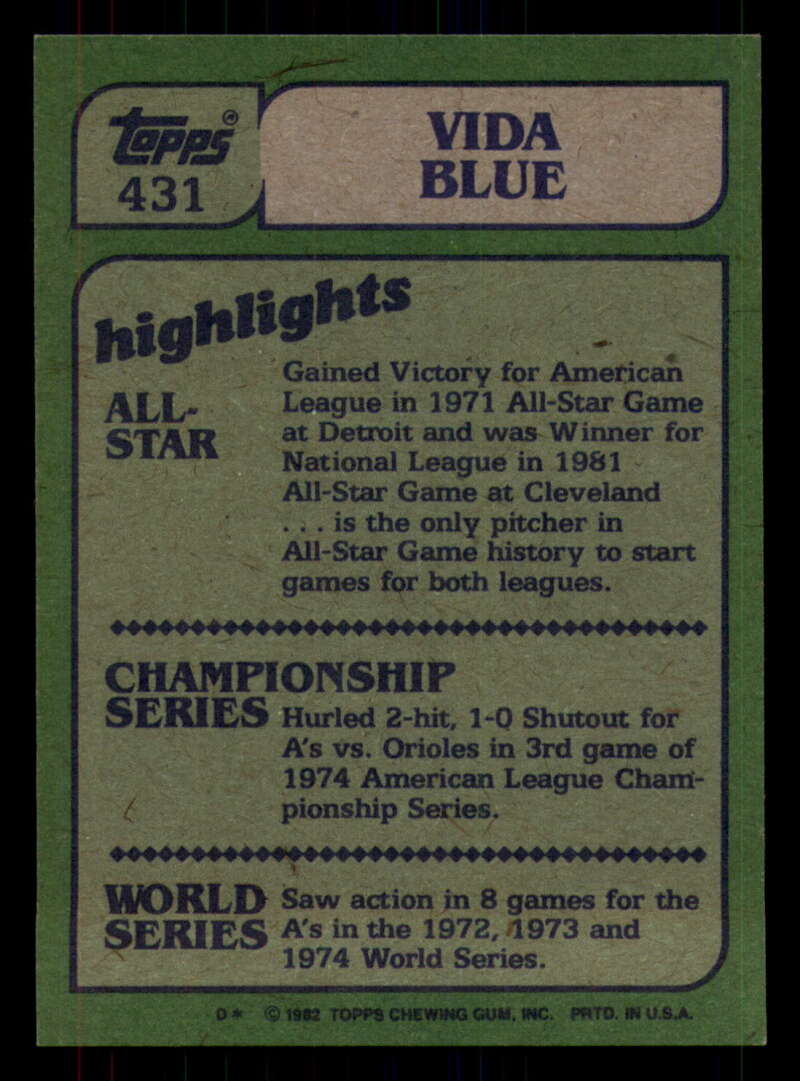 topps®
431
VIDA
BLUE
highlights
ALL-
STAR
Gained Victory for American
League in 1971 All-Star Game
at Detroit and was Winner for
National League in 1981
All-Star Game at Cleveland
. . . is the only pitcher in
All-Star Game history to start
games for both leagues.
CHAMPIONSHIP
SERIES
Hurled 2-hit, 1-0 Shutout for
A's vs. Orioles in 3rd game of
1974 American League Cham-
pionship Series.
WORLD
SERIES
Saw action in 8 games for the
A's in the 1972, 1973 and
1974 World Series.
D* © 1982 TOPPS CHEWING GUM, INC. PRTD. IN U.S.A.